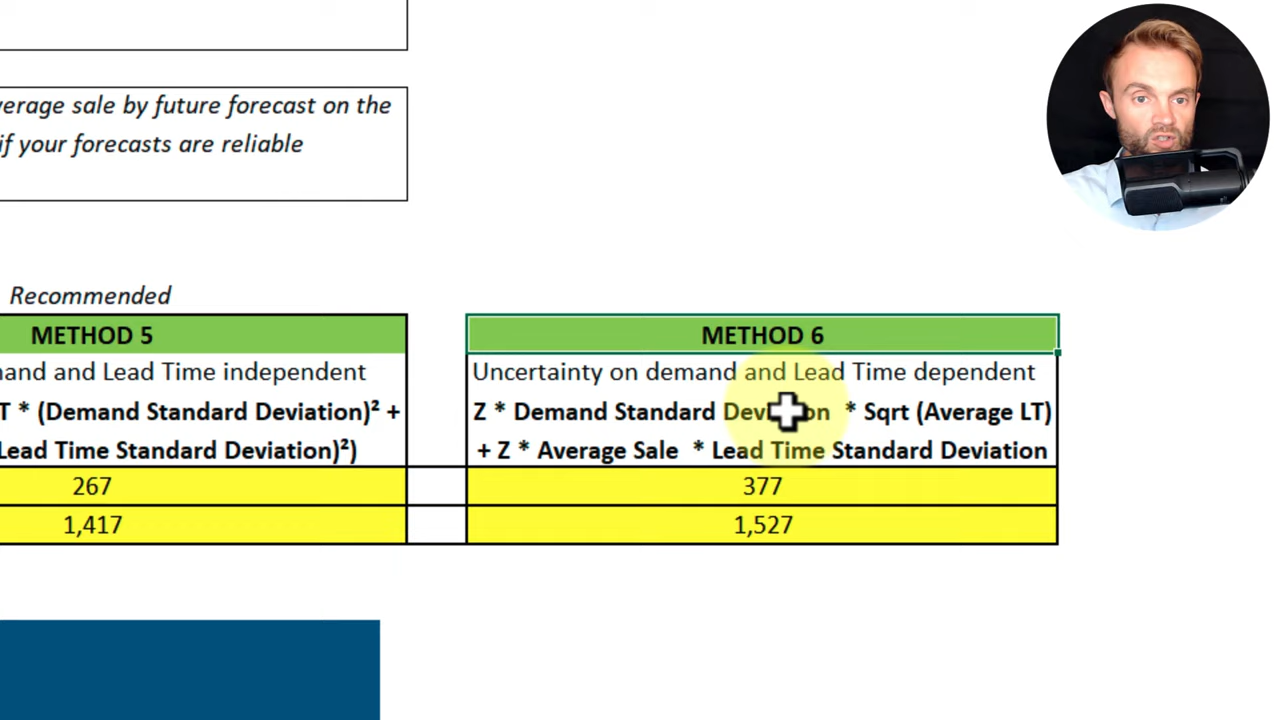 verage sale by future forecast on the
if your forecasts are reliable
Recommended
METHOD 5
mand and Lead Time independent
T * (Demand Standard Deviation)² +
Lead Time Standard Deviation)²)
267
1,417
METHOD 6
Uncertainty on demand and Lead Time dependent
Z * Demand Standard Deviation * Sqrt (Average LT)
+ Z * Average Sale * Lead Time Standard Deviation
377
1,527